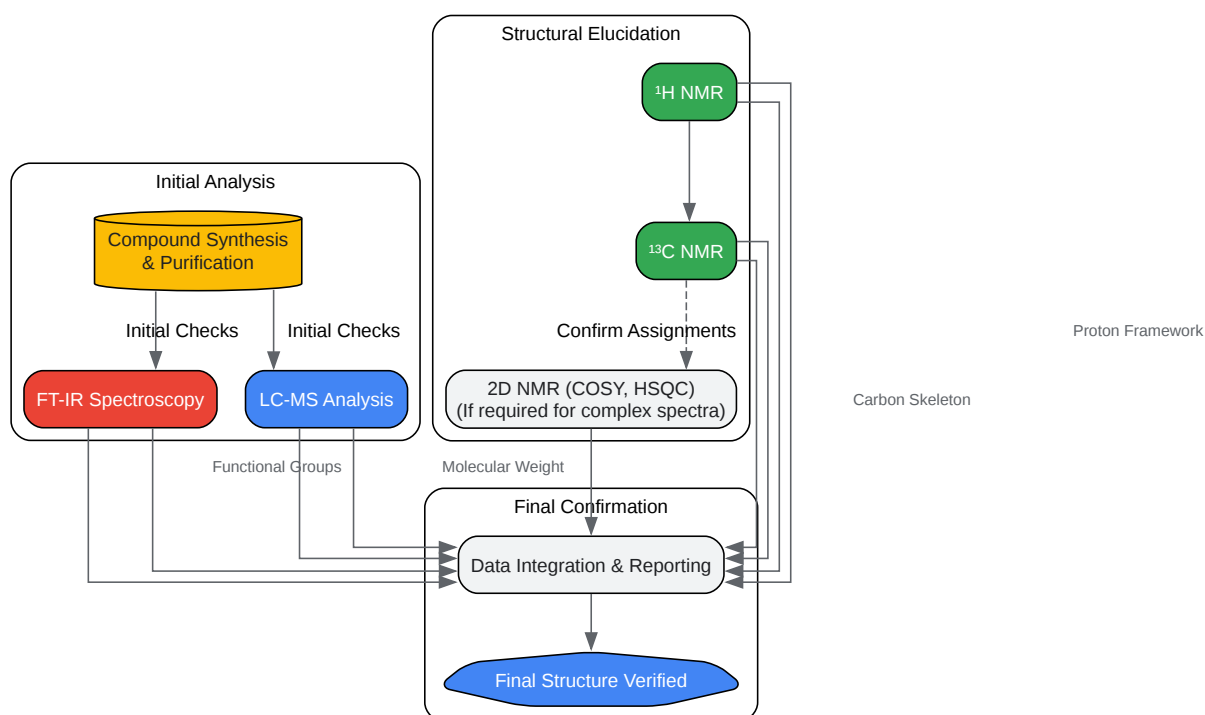 Structural Elucidation
¹H NMR
Initial Analysis
Compound Synthesis
& Purification
¹³C NMR
Initial Checks
Initial Checks
Confirm Assignments
Proton Framework
FT-IR Spectroscopy
LC-MS Analysis
2D NMR (COSY, HSQC)
(If required for complex spectra)
Carbon Skeleton
Functional Groups
Molecular Weight
Final Confirmation
Data Integration & Reporting
Final Structure Verified